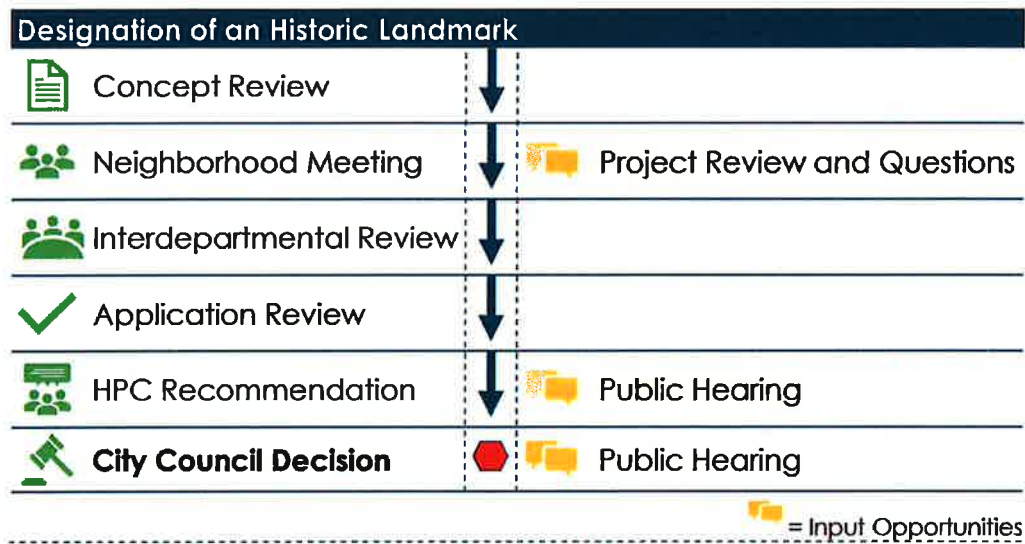 Designation of an Historic Landmark
Concept Review
Neighborhood Meeting
Project Review and Questions
Interdepartmental Review
Application Review
HPC Recommendation
Public Hearing
City Council Decision
Public Hearing
= Input Opportunities